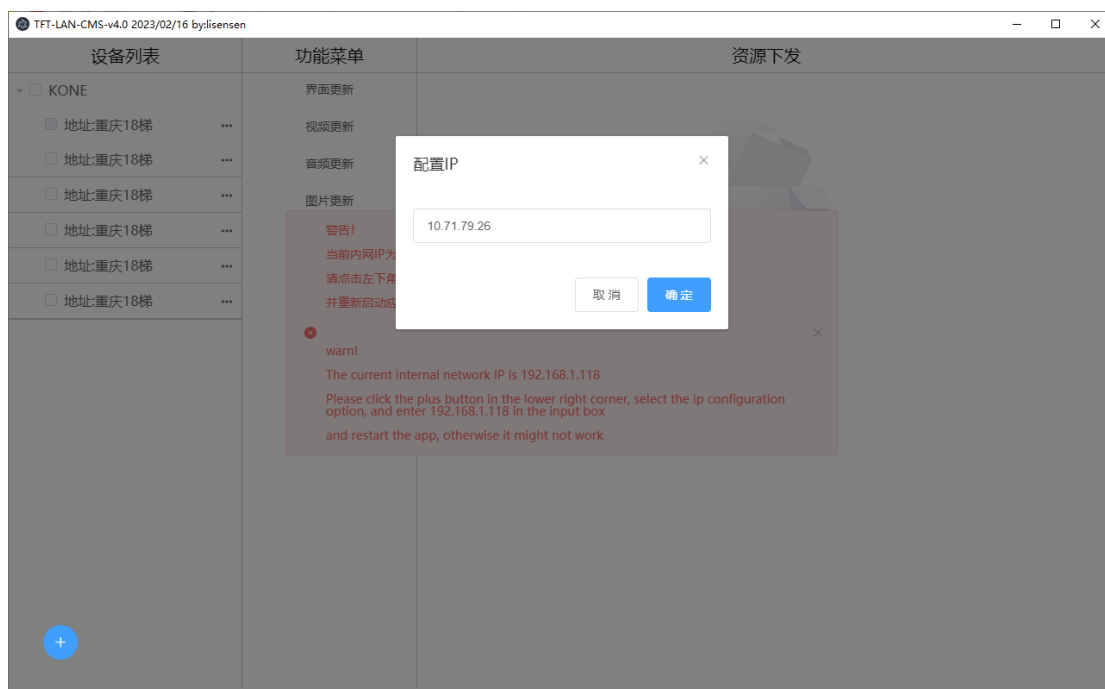 TFT-LAN-CMS-v4.0 2023/02/16 by:lisensen
设备列表
功能菜单
资源下发
KONE
地址:重庆18梯
地址:重庆18梯
地址:重庆18梯
地址:重庆18梯
地址:重庆18梯
地址:重庆18梯
界面更新
视频更新
音频更新
图片更新
配置IP
10.71.79.26
取消
确定
警告!
当前内网IP为
请点击左下角
并重新启动应
warn!
The current internal network IP is 192.168.1.118
Please click the plus button in the lower right corner, select the ip configuration
option, and enter 192.168.1.118 in the input box
and restart the app, otherwise it might not work